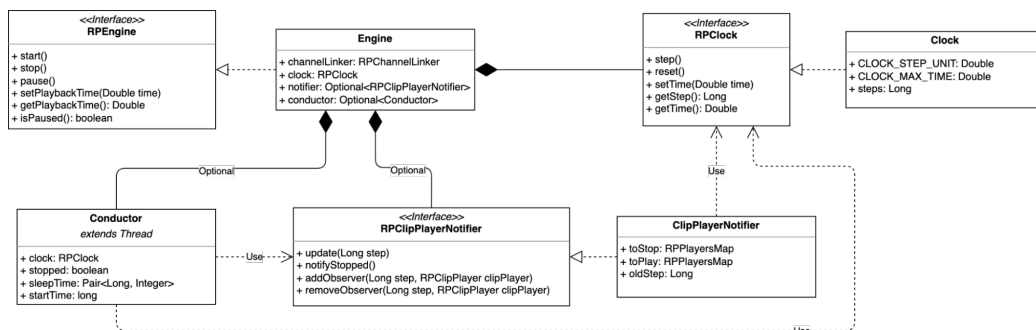 <<Interface>>
RPEngine
+ start()
+ stop()
+ pause()
+ setPlaybackTime(Double time)
+ getPlaybackTime(): Double
+ isPaused(): boolean
Engine
+ channelLinker: RPChannelLinker
+ clock: RPClock
+ notifier: Optional<RPClipPlayerNotifier>
+ conductor: Optional<Conductor>
<<Interface>>
RPClock
+ step()
+ reset()
+ setTime(Double time)
+ getStep(): Long
+ getTime(): Double
Clock
+ CLOCK_STEP_UNIT: Double
+ CLOCK_MAX_TIME: Double
+ steps: Long
Optional
Optional
Use
Conductor
extends Thread
+ clock: RPClock
+ stopped: boolean
+ sleepTime: Pair<Long, Integer>
+ startTime: long
Use
<<Interface>>
RPClipPlayerNotifier
+ update(Long step)
+ notifyStopped()
+ addObserver(Long step, RPClipPlayer clipPlayer)
+ removeObserver(Long step, RPClipPlayer clipPlayer)
ClipPlayerNotifier
+ toStop: RPPlayersMap
+ toPlay: RPPlayersMap
+ oldStep: Long
Use